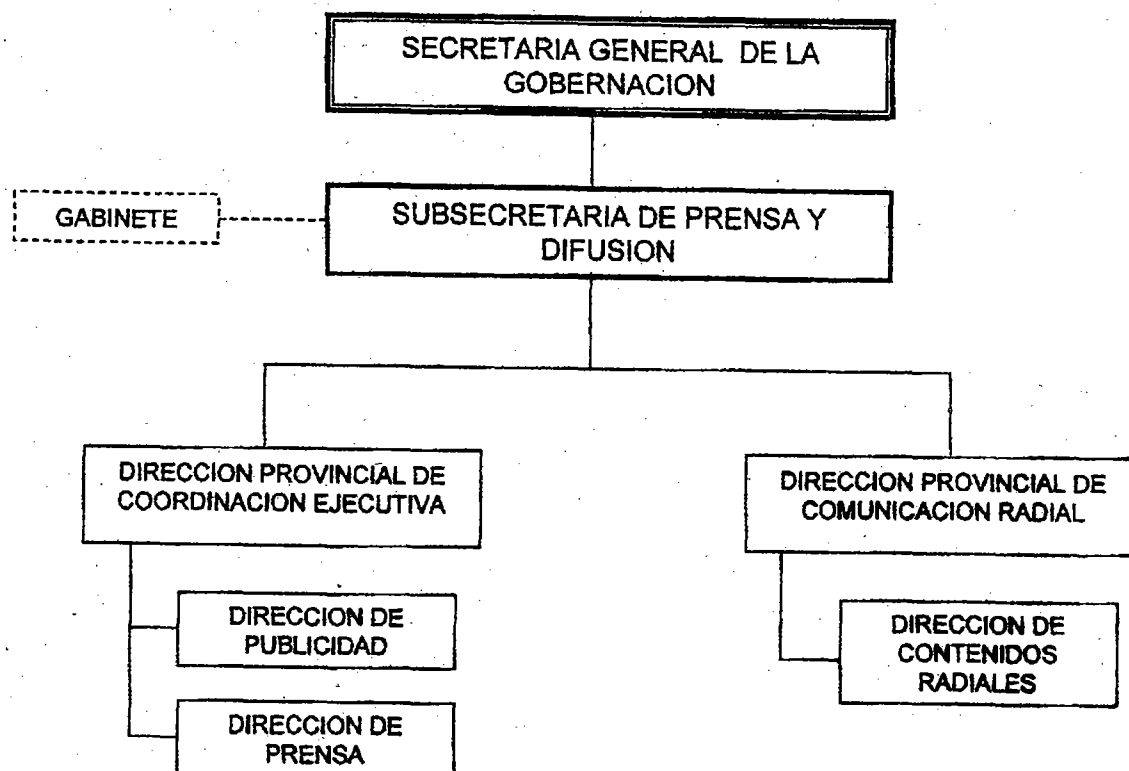 SECRETARIA GENERAL DE LA
GOBERNACION
GABINETE
SUBSECRETARIA DE PRENSA Y
DIFUSION
DIRECCION PROVINCIAL DE
COORDINACION EJECUTIVA
DIRECCION PROVINCIAL DE
COMUNICACION RADIAL
DIRECCION DE
PUBLICIDAD
DIRECCION DE
CONTENIDOS
RADIALES
DIRECCION DE
PRENSA